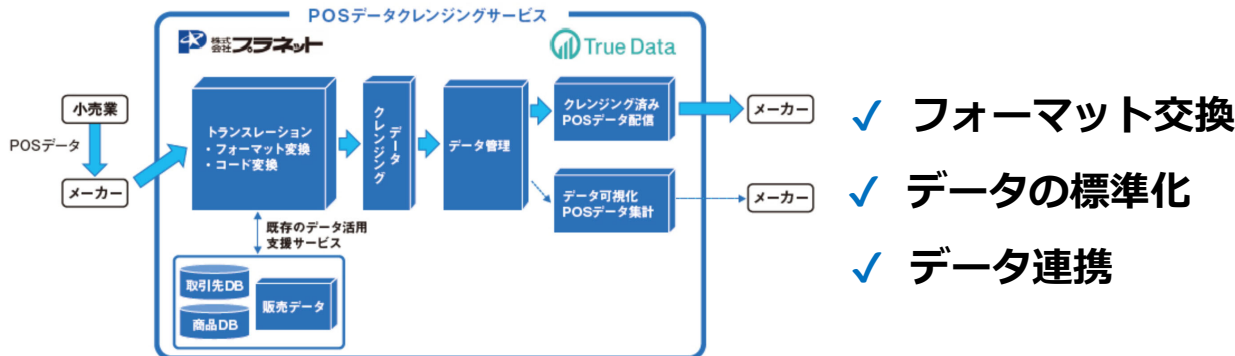 POSデータクレンジングサービス
株式会社プラネット
True Data
小売業
POSデータ
メーカー
トランスレーション
・フォーマット変換
・コード変換
データ
クレンジング
データ管理
クレンジング済み
POSデータ配信
メーカー
データ可視化
POSデータ集計
メーカー
既存のデータ活用
支援サービス
取引先DB
商品DB
販売データ
✓ フォーマット交換
✓ データの標準化
✓ データ連携